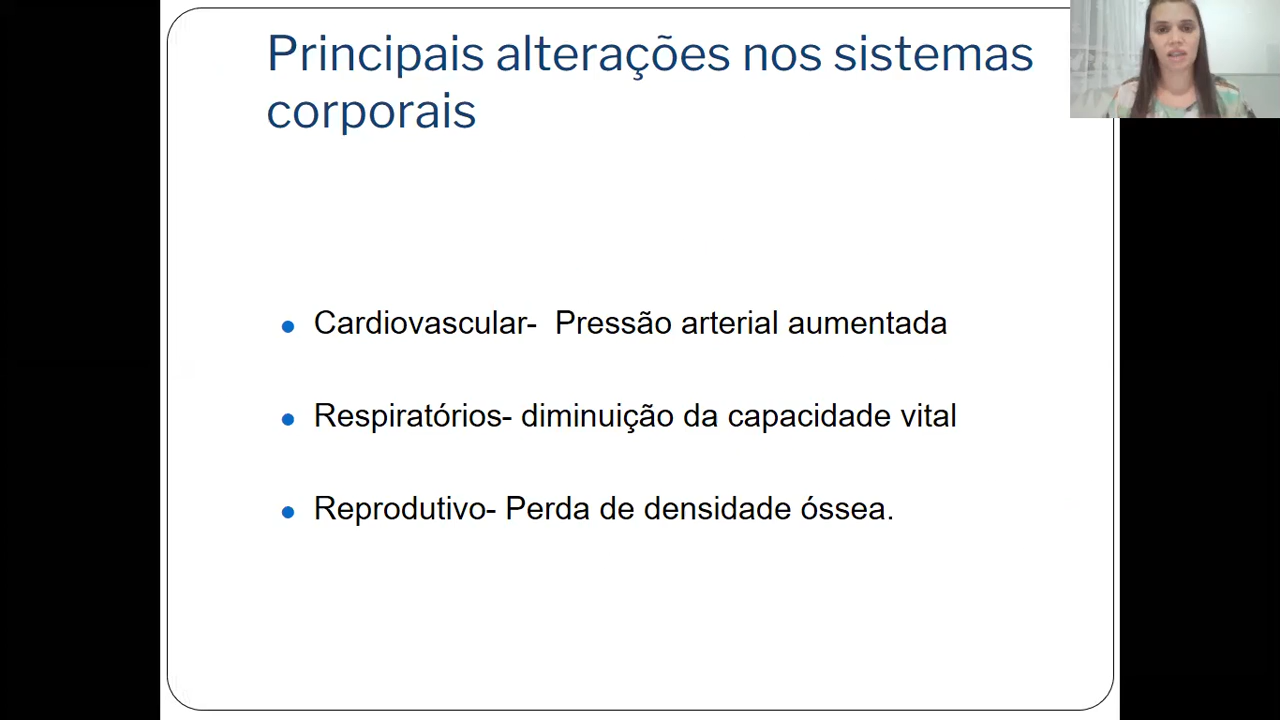 Principais alterações nos sistemas
corporais
Cardiovascular- Pressão arterial aumentada
Respiratórios- diminuição da capacidade vital
Reprodutivo- Perda de densidade óssea.